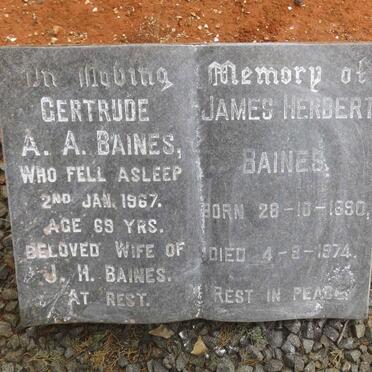 In Loving Memory of
GERTRUDE
A. A. BAINES,
WHO FELL ASLEEP
2ND JAN. 1967.
AGE 69 YRS.
BELOVED WIFE OF
J. H. BAINES.
AT REST.
JAMES HERBERT
BAINES,
BORN 28-10-1890,
DIED 4-8-1974.
REST IN PEACE.